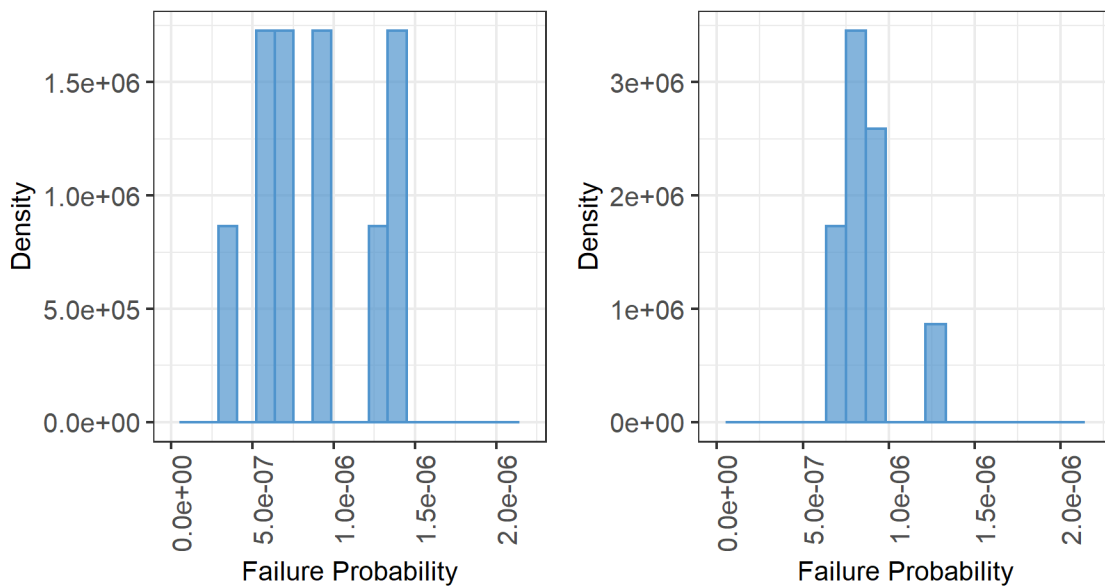 Density
1.5e+06
1.0e+06
5.0e+05
0.0e+00
0.0e+00
5.0e-07
1.0e-06
1.5e-06
2.0e-06
Failure Probability
Density
3e+06
2e+06
1e+06
0e+00
0.0e+00
5.0e-07
1.0e-06
1.5e-06
2.0e-06
Failure Probability